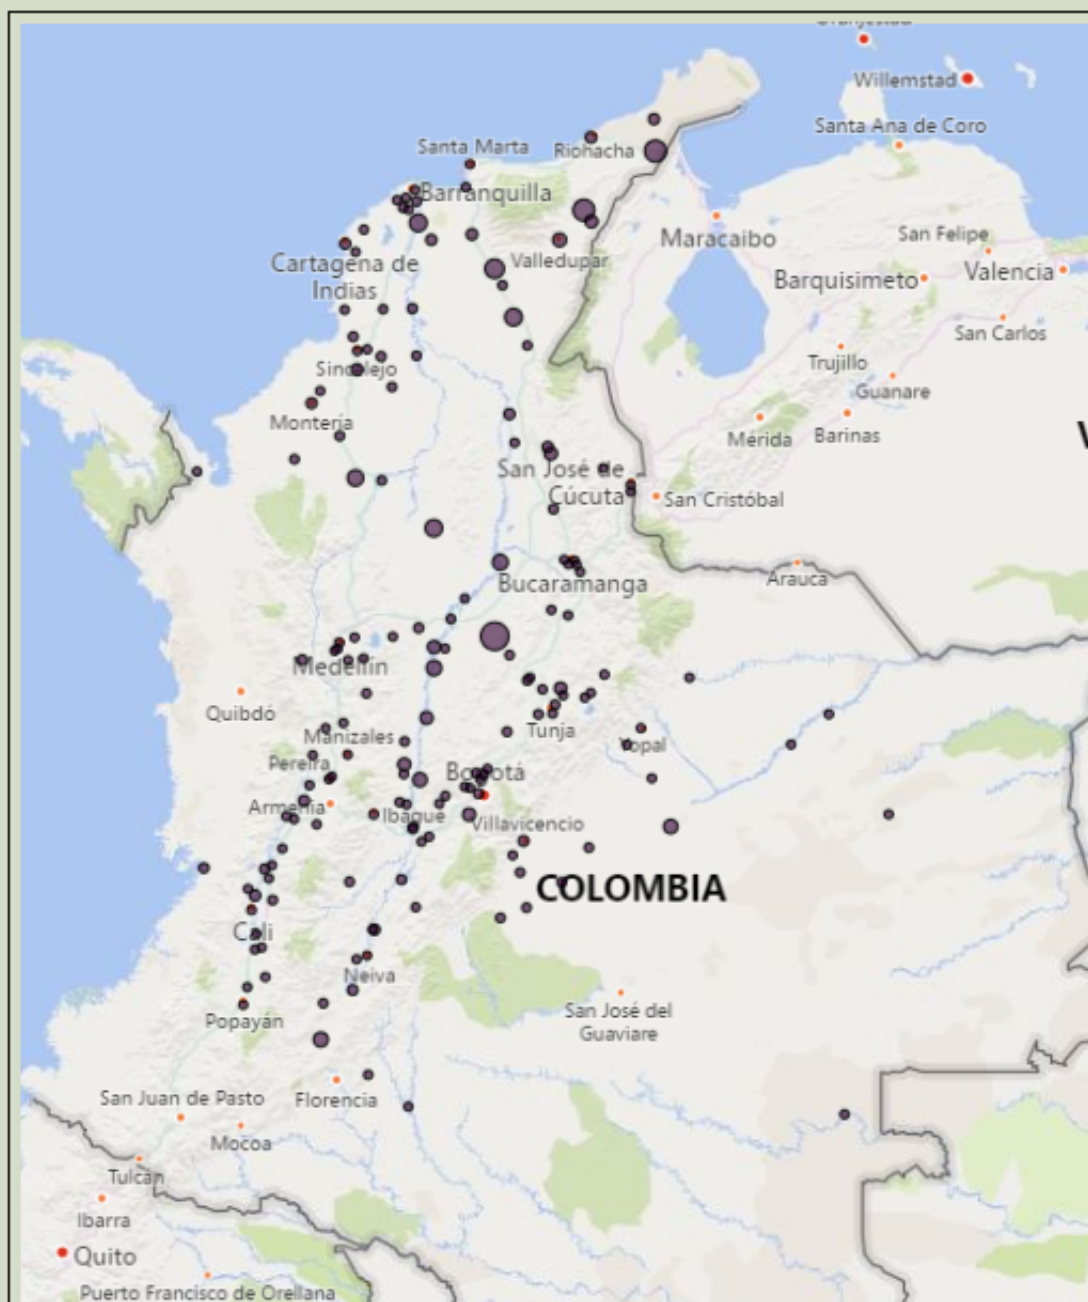 Oranjestad
Willemstad
Santa Ana de Coro
Santa Marta
Riohacha
Barranquilla
San Felipe
Maracaibo
Valledupar
Cartagena de
Indias
Barquisimeto
Valencia
San Carlos
Trujillo
Sincelejo
Guanare
Montería
Mérida
Barinas
V
San José de
Cúcuta
San Cristóbal
Bucaramanga
Arauca
Medellín
Quibdó
Manizales
Tunja
Yopal
Pereira
Bogotá
Armenia
Ibagué
Villavicencio
COLOMBIA
Cali
Neiva
Popayán
San José del
Guaviare
San Juan de Pasto
Florencia
Mocoa
Tulcán
Ibarra
Quito
Puerto Francisco de Orellana